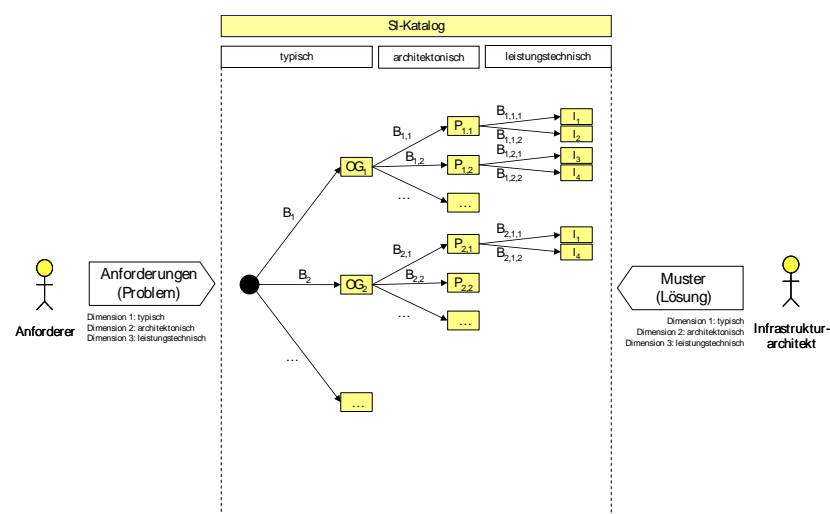 SI-Katalog
typisch
architektonisch
leistungstechnisch
B1,1,1
I1
B1,1
P1,1
B1,1,2
I2
B1,2,1
I3
OG1
B1,2
P1,2
B1,2,2
I4
...
...
B1
B2,1,1
I1
B2,1
P2,1
B2,1,2
I4
Anforderungen
(Problem)
B2
OG2
B2,2
P2,2
Muster
(Lösung)
...
...
Anforderer
Dimension 1: typisch
Dimension 2: architektonisch
Dimension 3: leistungstechnisch
Dimension 1: typisch
Dimension 2: architektonisch
Dimension 3: leistungstechnisch
Infrastruktur-
architekt
...
...